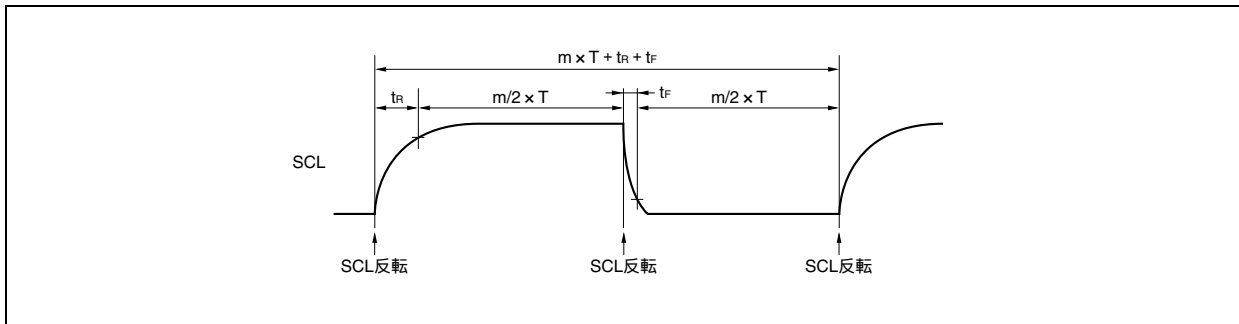 m × T + tR + tF
tR
m/2 × T
tF
m/2 × T
SCL
SCL反転
SCL反転
SCL反転